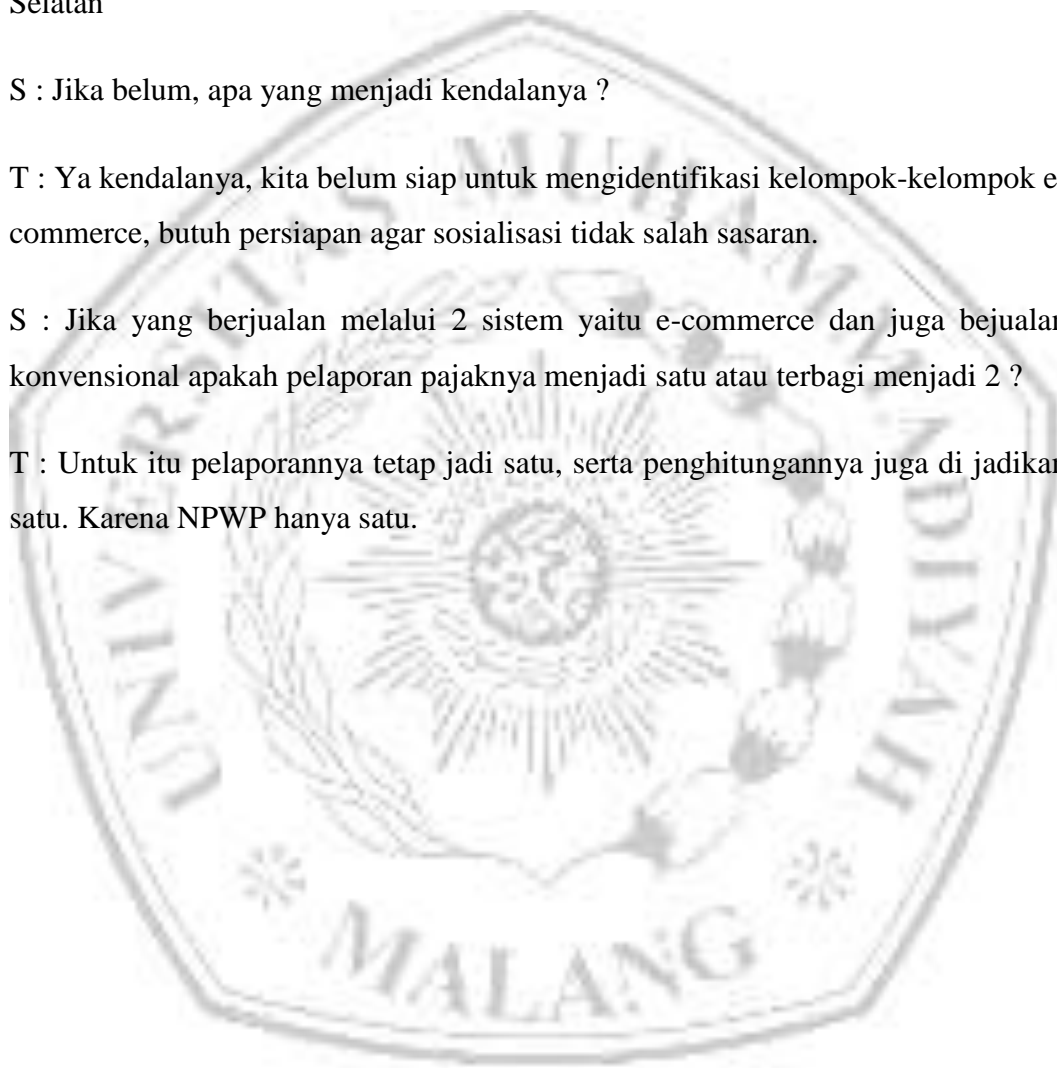 Selatan
S : Jika belum, apa yang menjadi kendalanya ?
T : Ya kendalanya, kita belum siap untuk mengidentifikasi kelompok-kelompok e
commerce, butuh persiapan agar sosialisasi tidak salah sasaran.
S : Jika yang berjualan melalui 2 sistem yaitu e-commerce dan juga bejualan
konvensional apakah pelaporan pajaknya menjadi satu atau terbagi menjadi 2 ?
T : Untuk itu pelaporannya tetap jadi satu, serta penghitungannya juga di jadikan
satu. Karena NPWP hanya satu.
UNIVERSITAS MUHAMMADIYAH
MALANG